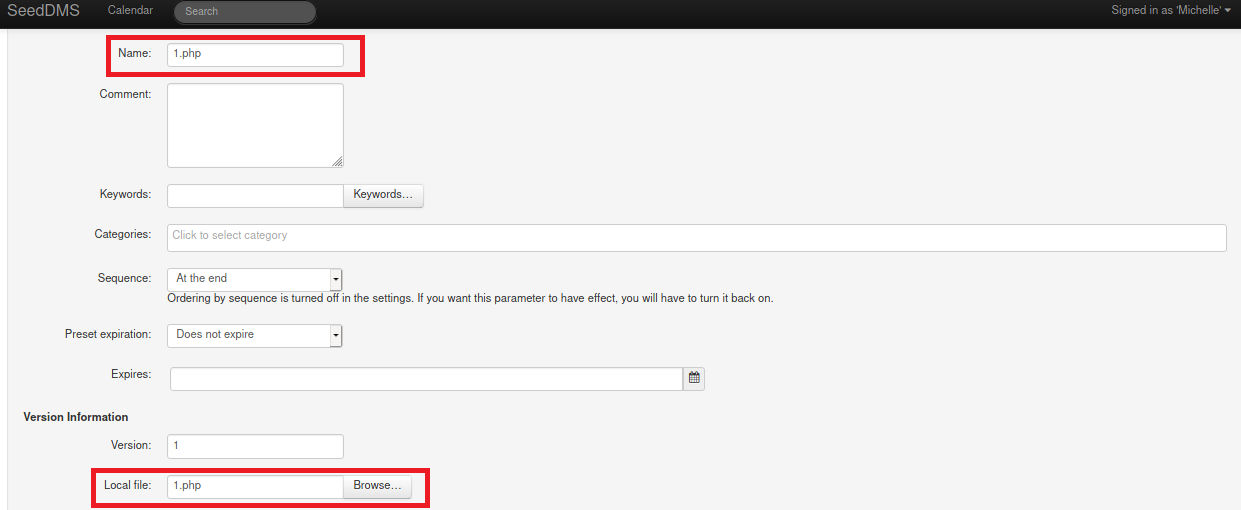 SeedDMS Calendar Search Signed in as 'Michelle'
Name: 1.php
Comment:
Keywords: Keywords...
Categories: Click to select category
Sequence: At the end
Ordering by sequence is turned off in the settings. If you want this parameter to have effect, you will have to turn it back on.
Preset expiration: Does not expire
Expires:
Version Information
Version: 1
Local file: 1.php Browse...